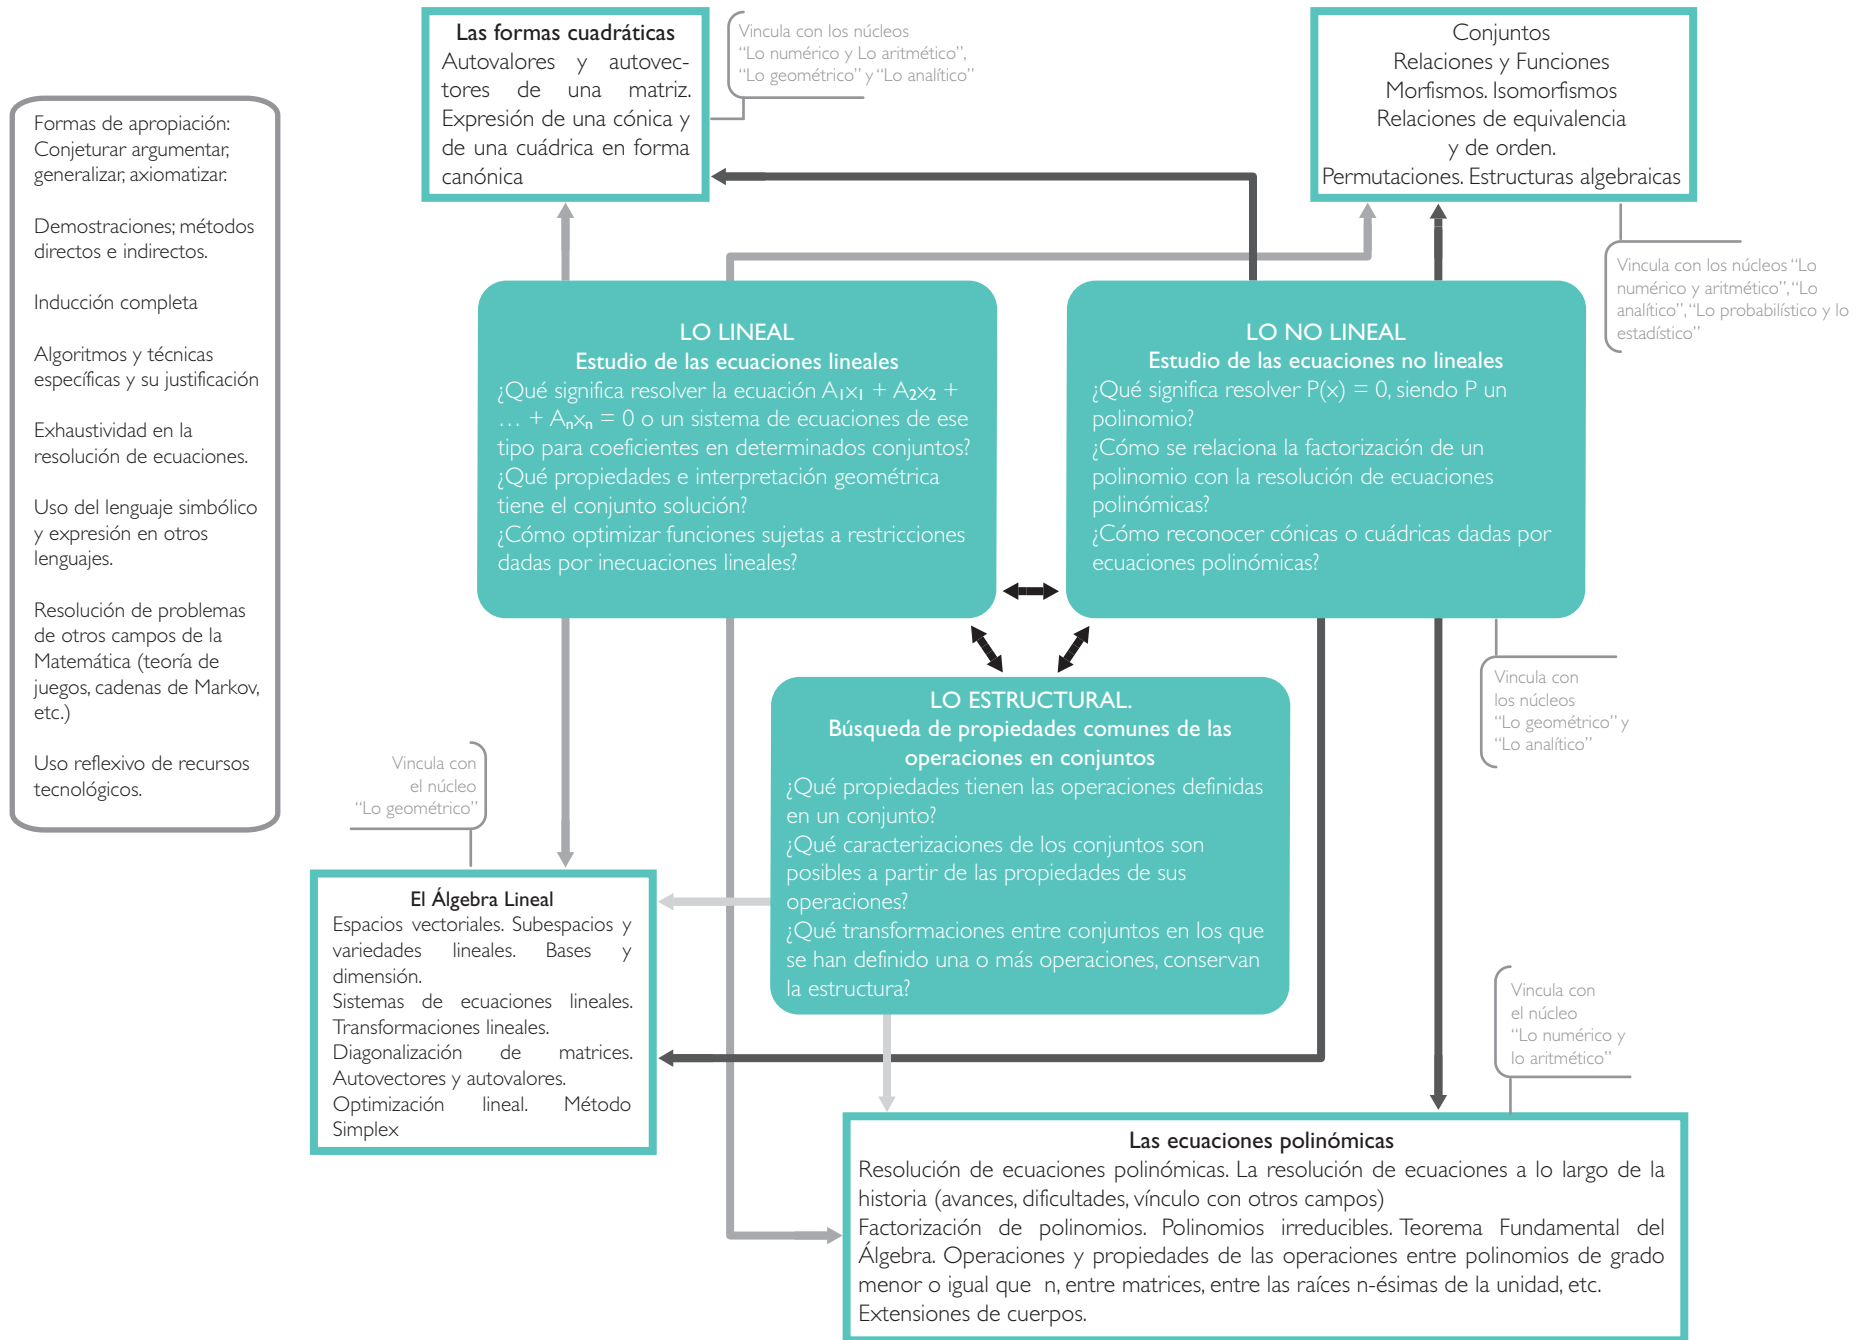 Las formas cuadráticas
Autovalores y autovec-
tores de una matriz.
Expresión de una cónica y
de una cuádrica en forma
canónica
Vincula con los núcleos
“Lo numérico y Lo aritmético”,
“Lo geométrico” y “Lo analítico”
Conjuntos
Relaciones y Funciones
Morfismos. Isomorfismos
Relaciones de equivalencia
y de orden.
Permutaciones. Estructuras algebraicas
Vincula con los núcleos “Lo
numérico y aritmético”, “Lo
analítico”, “Lo probabilístico y lo
estadístico”
Formas de apropiación:
Conjeturar argumentar,
generalizar, axiomatizar.
Demostraciones; métodos
directos e indirectos.
Inducción completa
Algoritmos y técnicas
específicas y su justificación
Exhaustividad en la
resolución de ecuaciones.
Uso del lenguaje simbólico
y expresión en otros
lenguajes.
Resolución de problemas
de otros campos de la
Matemática (teoría de
juegos, cadenas de Markov,
etc.)
Uso reflexivo de recursos
tecnológicos.
LO LINEAL
Estudio de las ecuaciones lineales
¿Qué significa resolver la ecuación A₁x₁ + A₂x₂ +
… + Aₙxₙ = 0 o un sistema de ecuaciones de ese
tipo para coeficientes en determinados conjuntos?
¿Qué propiedades e interpretación geométrica
tiene el conjunto solución?
¿Cómo optimizar funciones sujetas a restricciones
dadas por inecuaciones lineales?
LO NO LINEAL
Estudio de las ecuaciones no lineales
¿Qué significa resolver P(x) = 0, siendo P un
polinomio?
¿Cómo se relaciona la factorización de un
polinomio con la resolución de ecuaciones
polinómicas?
¿Cómo reconocer cónicas o cuádricas dadas por
ecuaciones polinómicas?
Vincula con
los núcleos
“Lo geométrico” y
“Lo analítico”
LO ESTRUCTURAL.
Búsqueda de propiedades comunes de las
operaciones en conjuntos
¿Qué propiedades tienen las operaciones definidas
en un conjunto?
¿Qué caracterizaciones de los conjuntos son
posibles a partir de las propiedades de sus
operaciones?
¿Qué transformaciones entre conjuntos en los que
se han definido una o más operaciones, conservan
la estructura?
Vincula con
el núcleo
“Lo geométrico”
El Álgebra Lineal
Espacios vectoriales. Subespacios y
variedades lineales. Bases y
dimensión.
Sistemas de ecuaciones lineales.
Transformaciones lineales.
Diagonalización de matrices.
Autovectores y autovalores.
Optimización lineal. Método
Simplex
Vincula con
el núcleo
“Lo numérico y
lo aritmético”
Las ecuaciones polinómicas
Resolución de ecuaciones polinómicas. La resolución de ecuaciones a lo largo de la
historia (avances, dificultades, vínculo con otros campos)
Factorización de polinomios. Polinomios irreducibles. Teorema Fundamental del
Álgebra. Operaciones y propiedades de las operaciones entre polinomios de grado
menor o igual que n, entre matrices, entre las raíces n-ésimas de la unidad, etc.
Extensiones de cuerpos.